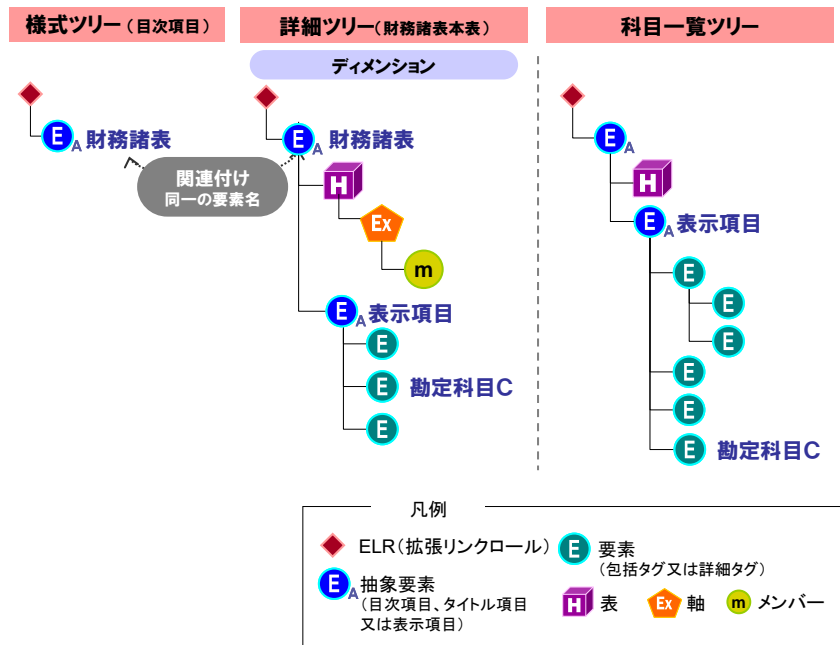 様式ツリー（目次項目）
詳細ツリー（財務諸表本表）
科目一覧ツリー
ディメンション
E A 財務諸表
E A 財務諸表
E A
関連付け
同一の要素名
H
H
Ex
E A 表示項目
m
E
E
E A 表示項目
E
E
E
E 勘定科目C
E
E
E
E 勘定科目C
凡例
ELR（拡張リンクロール）
E 要素
（包括タグ又は詳細タグ）
E A 抽象要素
（目次項目、タイトル項目
又は表示項目）
H 表
Ex 軸
m メンバー